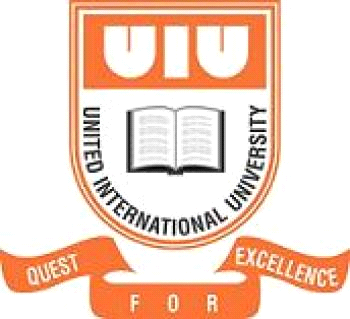 UIU
UNITED INTERNATIONAL UNIVERSITY
QUEST
FOR
EXCELLENCE